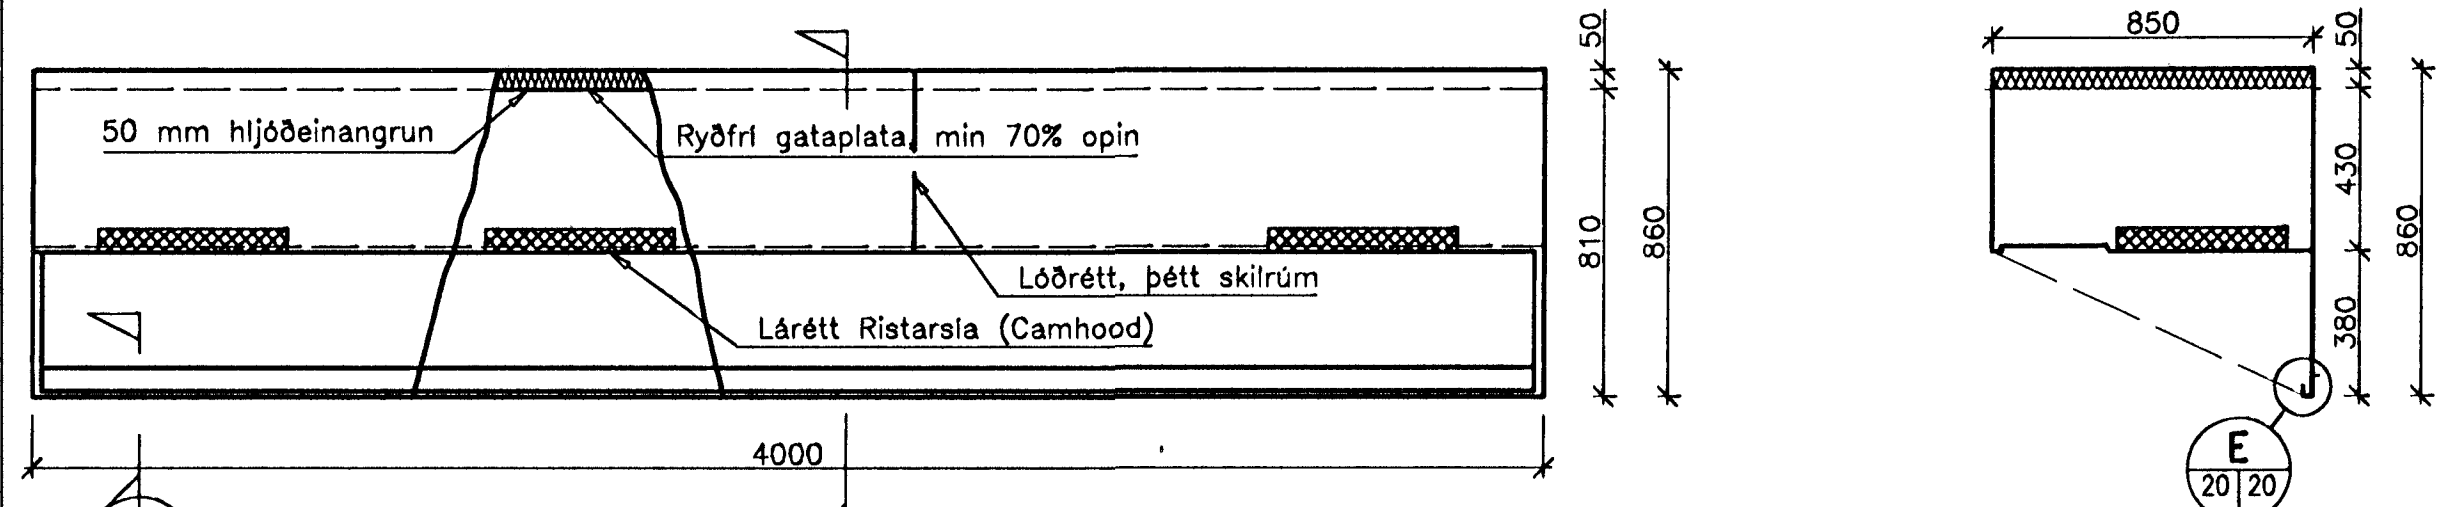 50
850
50
50 mm hljóðeinangrun
Ryðfrí gataplata, min 70% opin
430
810
860
860
Lóðrétt, þétt skilrúm
Lárétt Ristarsía (Camhood)
380
4000
E
20 20